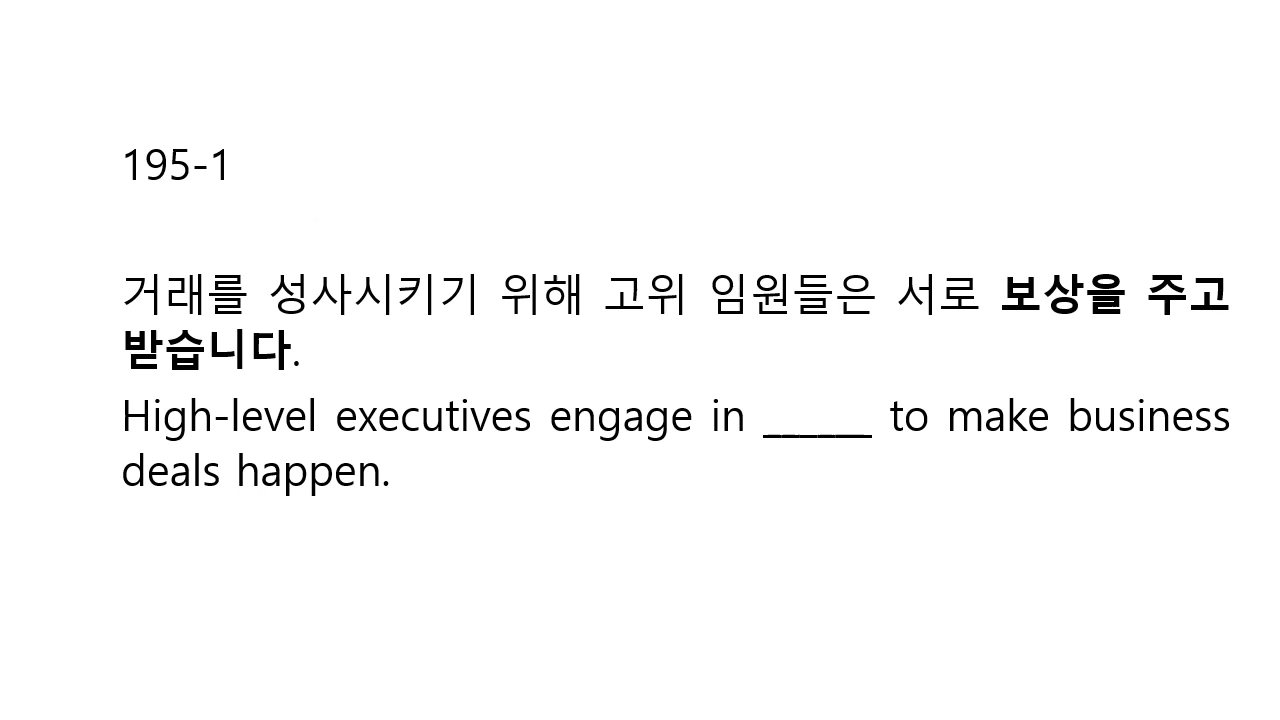 195-1
거래를 성사시키기 위해 고위 임원들은 서로 보상을 주고
받습니다.
High-level executives engage in ______ to make business
deals happen.